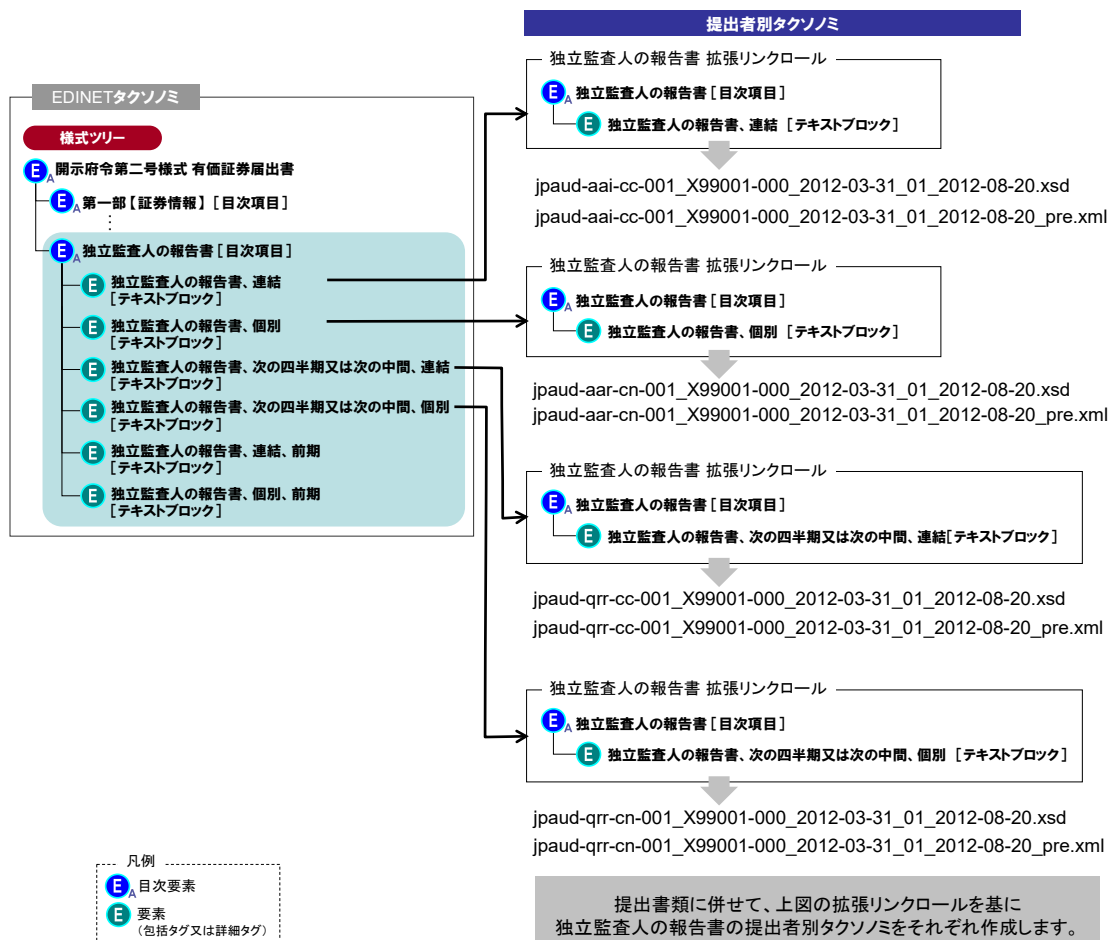 EDINETタクソノミ
様式ツリー
開示府令第二号様式 有価証券届出書
第一部【証券情報】 [目次項目]
独立監査人の報告書 [目次項目]
独立監査人の報告書、連結
[テキストブロック]
独立監査人の報告書、個別
[テキストブロック]
独立監査人の報告書、次の四半期又は次の中間、連結
[テキストブロック]
独立監査人の報告書、次の四半期又は次の中間、個別
[テキストブロック]
独立監査人の報告書、連結、前期
[テキストブロック]
独立監査人の報告書、個別、前期
[テキストブロック]
提出者別タクソノミ
独立監査人の報告書 拡張リンクロール
独立監査人の報告書 [目次項目]
独立監査人の報告書、連結 [テキストブロック]
jpaud-aai-cc-001_X99001-000_2012-03-31_01_2012-08-20.xsd
jpaud-aai-cc-001_X99001-000_2012-03-31_01_2012-08-20_pre.xml
独立監査人の報告書 拡張リンクロール
独立監査人の報告書 [目次項目]
独立監査人の報告書、個別 [テキストブロック]
jpaud-aar-cn-001_X99001-000_2012-03-31_01_2012-08-20.xsd
jpaud-aar-cn-001_X99001-000_2012-03-31_01_2012-08-20_pre.xml
独立監査人の報告書 拡張リンクロール
独立監査人の報告書 [目次項目]
独立監査人の報告書、次の四半期又は次の中間、連結[テキストブロック]
jpaud-qrr-cc-001_X99001-000_2012-03-31_01_2012-08-20.xsd
jpaud-qrr-cc-001_X99001-000_2012-03-31_01_2012-08-20_pre.xml
独立監査人の報告書 拡張リンクロール
独立監査人の報告書 [目次項目]
独立監査人の報告書、次の四半期又は次の中間、個別 [テキストブロック]
jpaud-qrr-cn-001_X99001-000_2012-03-31_01_2012-08-20.xsd
jpaud-qrr-cn-001_X99001-000_2012-03-31_01_2012-08-20_pre.xml
凡例
EA 目次要素
E 要素
(包括タグ又は詳細タグ)
提出書類に併せて、上図の拡張リンクロールを基に
独立監査人の報告書の提出者別タクソノミをそれぞれ作成します。